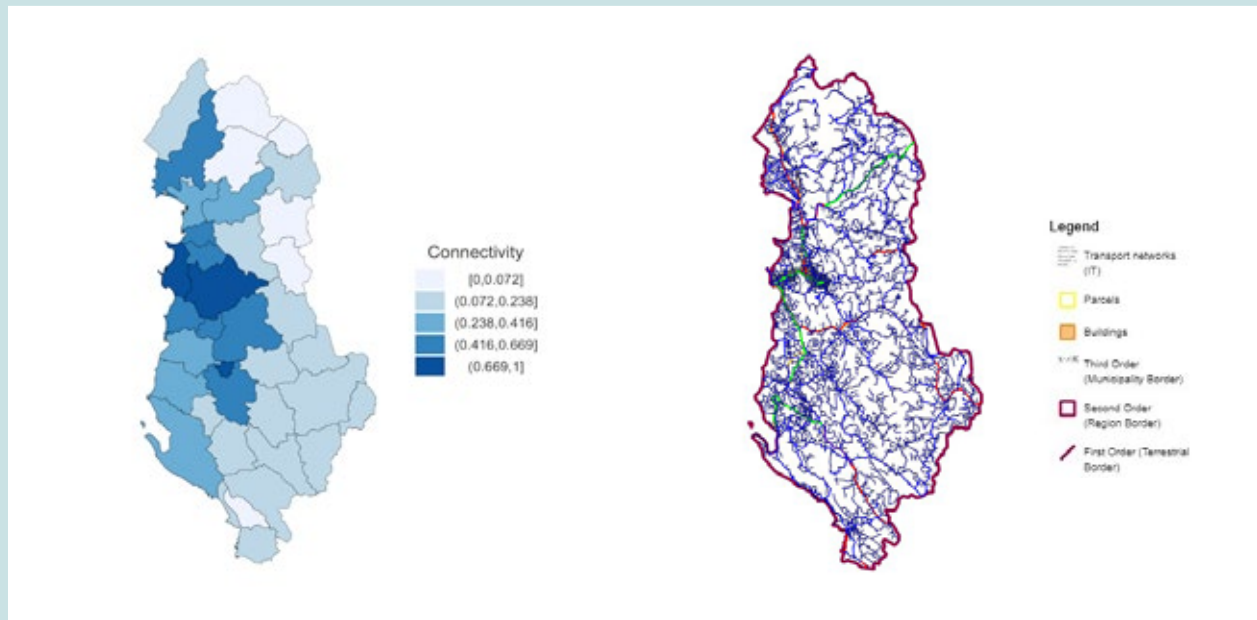 Connectivity
[0,0.072]
(0.072,0.238]
(0.238,0.416]
(0.416,0.669]
(0.669,1]
Legend
Transport networks
(IT)
Parcels
Buildings
Third Order
(Municipality Border)
Second Order
(Region Border)
First Order (Terrestrial
Border)